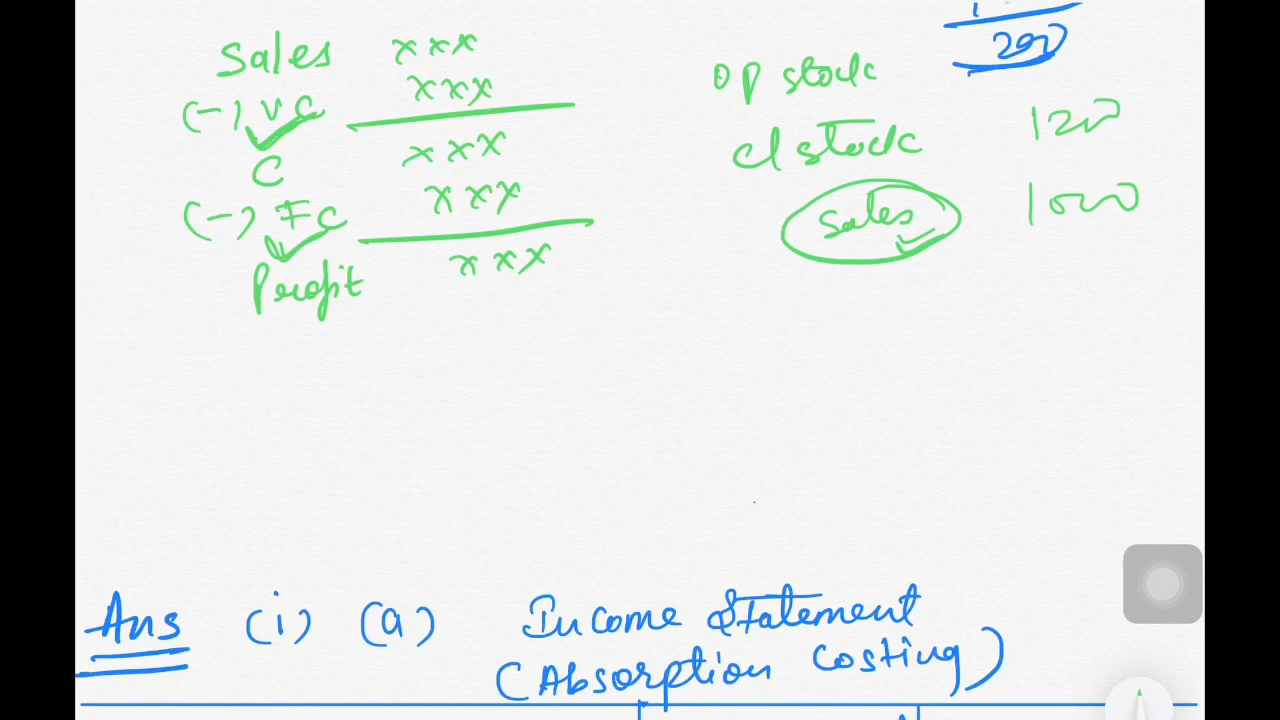 Sales xxx
(-) VC xxx
C xxx
(-) FC xxx
Profit xxx
200
op stock
cl stock 1200
Sales 1000
Ans (i) (a) Income Statement
(Absorption Costing)